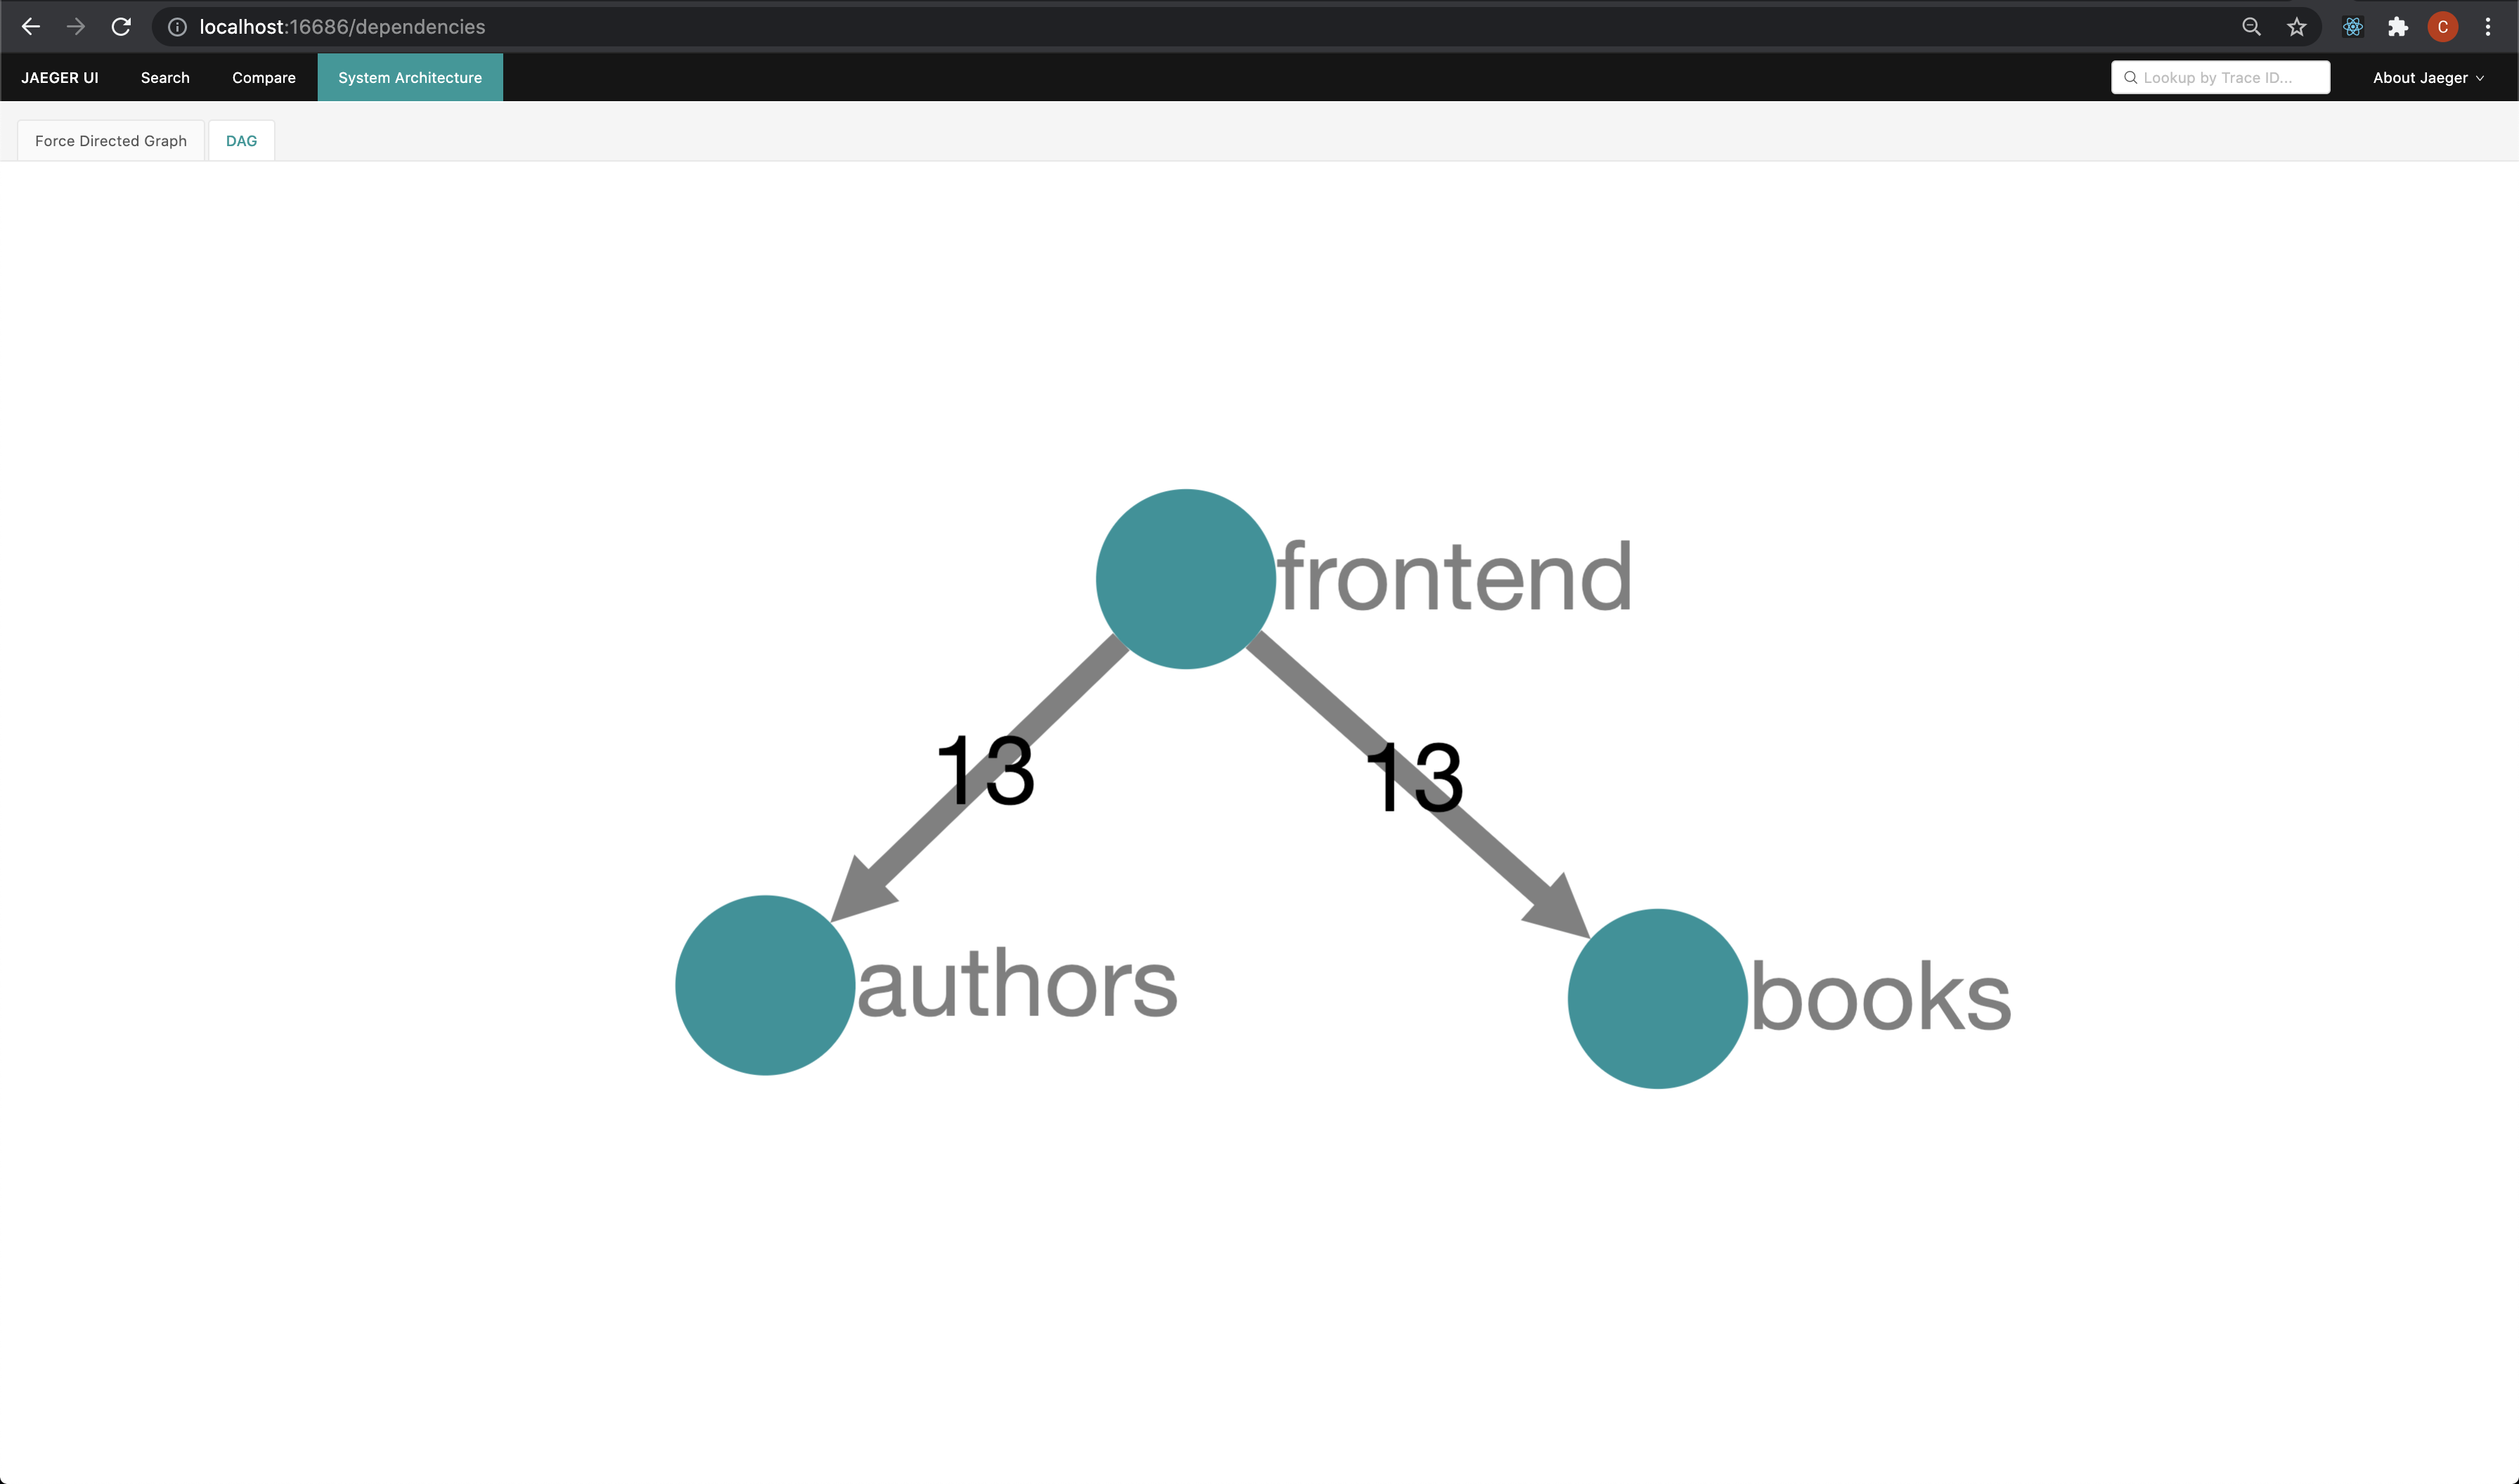 localhost:16686/dependencies
C
JAEGER UI Search Compare System Architecture Lookup by Trace ID... About Jaeger
Force Directed Graph DAG
frontend
13 13
authors books